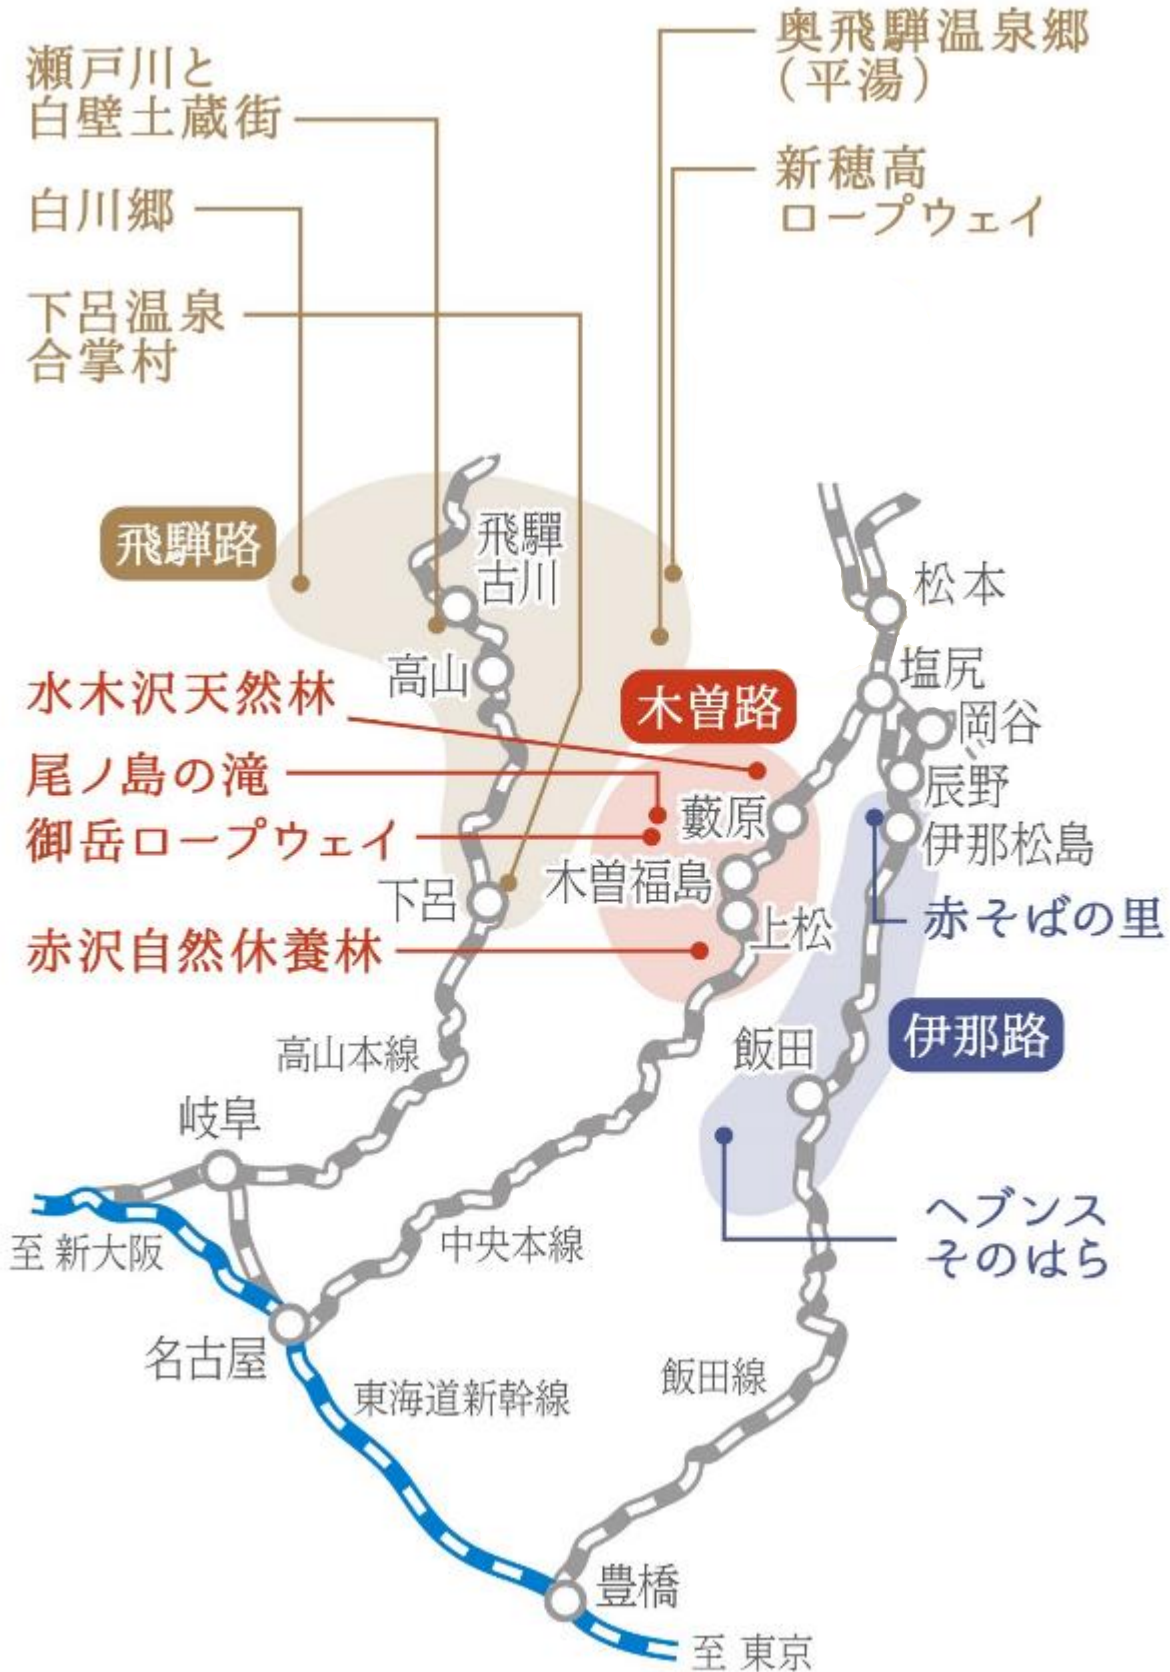 瀬戸川と
白壁土蔵街
白川郷
下呂温泉
合掌村
奥飛騨温泉郷
（平湯）
新穂高
ロープウェイ
飛騨路
飛驒
古川
高山
松本
塩尻
岡谷
辰野
伊那松島
水木沢天然林
尾ノ島の滝
御岳ロープウェイ
赤沢自然休養林
木曽路
藪原
木曽福島
上松
下呂
赤そばの里
伊那路
飯田
高山本線
岐阜
至 新大阪
中央本線
ヘブンス
そのはら
名古屋
東海道新幹線
飯田線
豊橋
至 東京